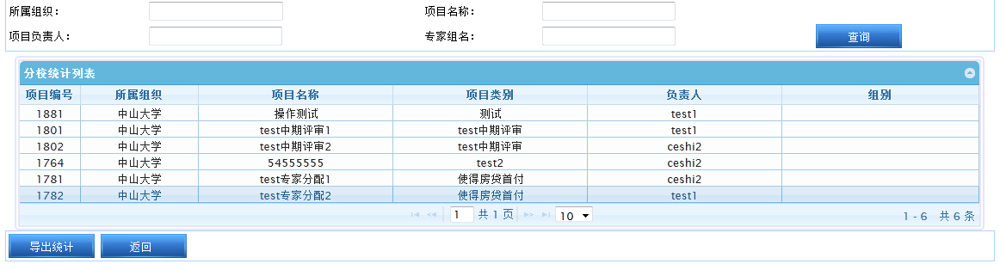 所属组织： 项目名称：
项目负责人： 专家组名： 查询
分校统计列表
项目编号 所属组织 项目名称 项目类别 负责人 组别
1881 中山大学 操作测试 测试 test1
1801 中山大学 test中期评审1 test中期评审 test1
1802 中山大学 test中期评审2 test中期评审 ceshi2
1764 中山大学 54555555 test2 ceshi2
1781 中山大学 test专家分配1 使得房贷首付 ceshi2
1782 中山大学 test专家分配2 使得房贷首付 test1
1 共 1 页 10 1 - 6 共 6 条
导出统计 返回